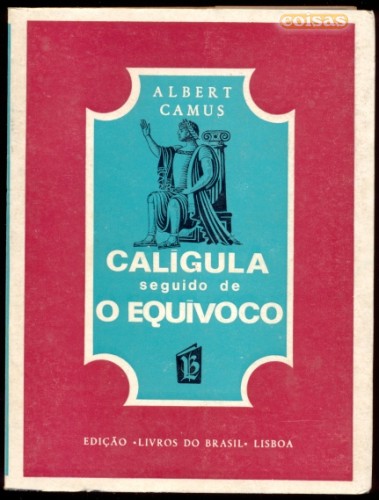 coisas
ALBERT
CAMUS
CALÍGULA
seguido de
O EQUÍVOCO
EDIÇÃO •LIVROS DO BRASIL• LISBOA